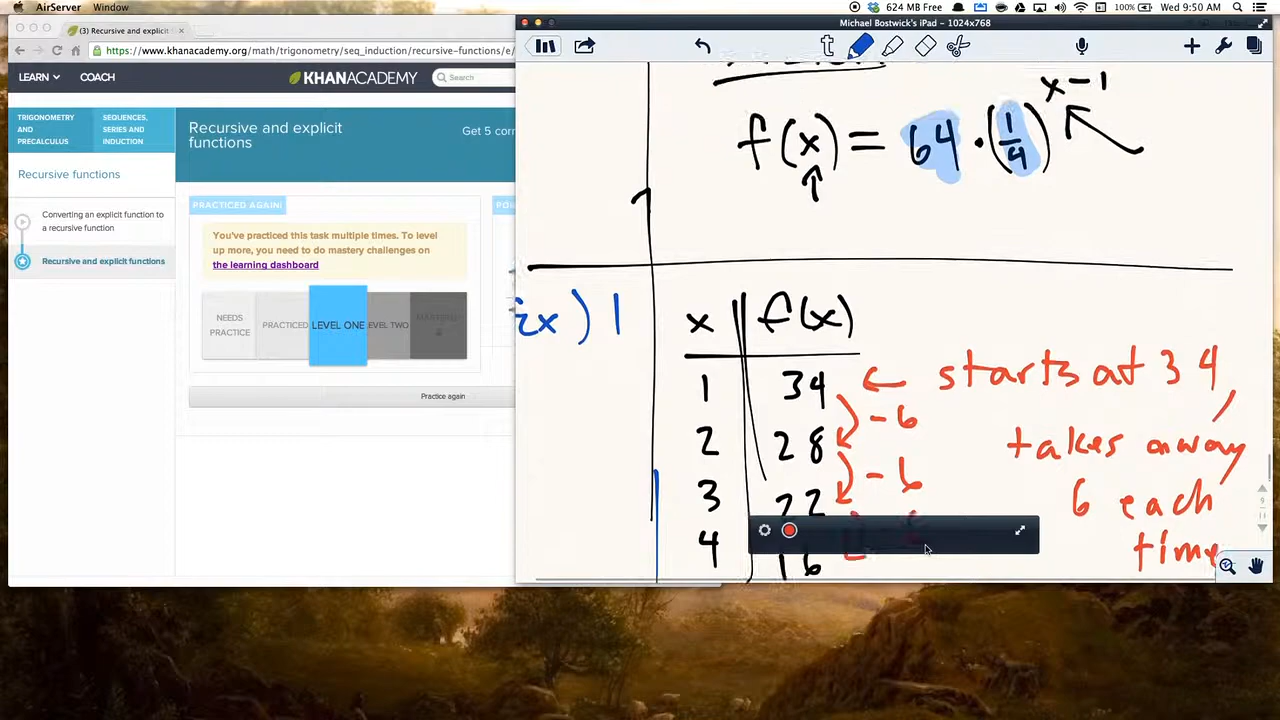 AirServer Window
624 MB Free
100%
Wed 9:50 AM
(3) Recursive and explicit
https://www.khanacademy.org/math/trigonometry/seq_induction/recursive-functions/e/
LEARN COACH
KHANACADEMY
Search
TRIGONOMETRY AND PRECALCULUS
SEQUENCES, SERIES AND INDUCTION
Recursive functions
Converting an explicit function to
a recursive function
Recursive and explicit functions
Recursive and explicit
functions
Get 5 corr
PRACTICED AGAIN!
You've practiced this task multiple times. To level
up more, you need to do mastery challenges on
the learning dashboard
NEEDS PRACTICE
PRACTICED
LEVEL ONE
LEVEL TWO
Practice again
Michael Bostwick's iPad - 1024x768
f(x) = 64 · (1/4)^x-1
ex) 1
x f(x)
1 34 ← starts at 34,
-6
2 28 takes away
-6
3 22 6 each
4 16 time